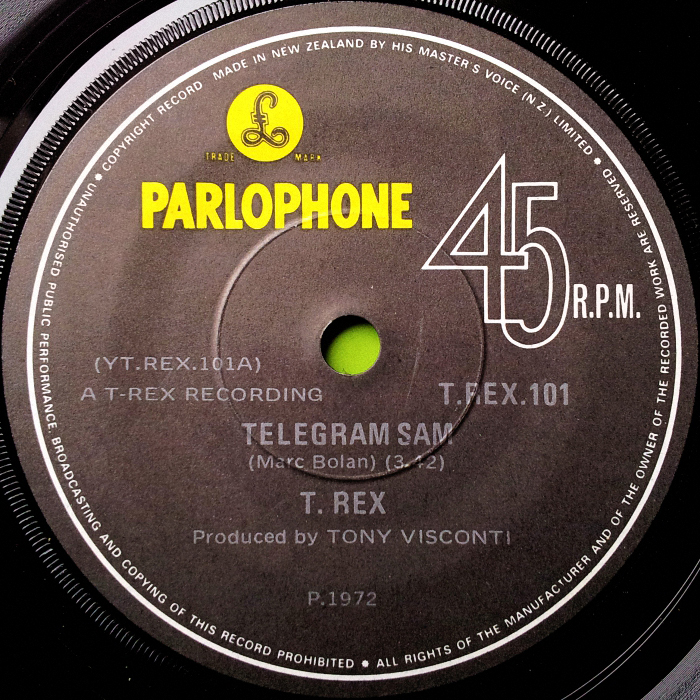 COPYRIGHT RECORD MADE IN NEW ZEALAND BY HIS MASTER'S VOICE (N.Z.) LIMITED •
ALL RIGHTS OF THE MANUFACTURER AND OF THE OWNER OF THE RECORDED WORK ARE RESERVED
UNAUTHORISED PUBLIC PERFORMANCE, BROADCASTING AND COPYING OF THIS RECORD PROHIBITED •
£
TRADE MARK
PARLOPHONE
45 R.P.M.
(YT.REX.101A)
A T-REX RECORDING T.REX.101
TELEGRAM SAM
(Marc Bolan) (3.42)
T. REX
Produced by TONY VISCONTI
P.1972